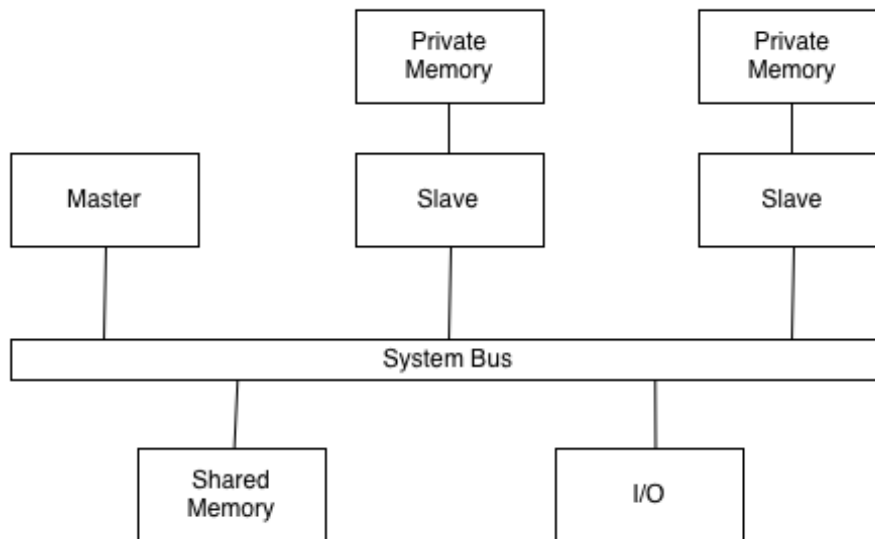 Private
Memory
Private
Memory
Master
Slave
Slave
System Bus
Shared
Memory
I/O